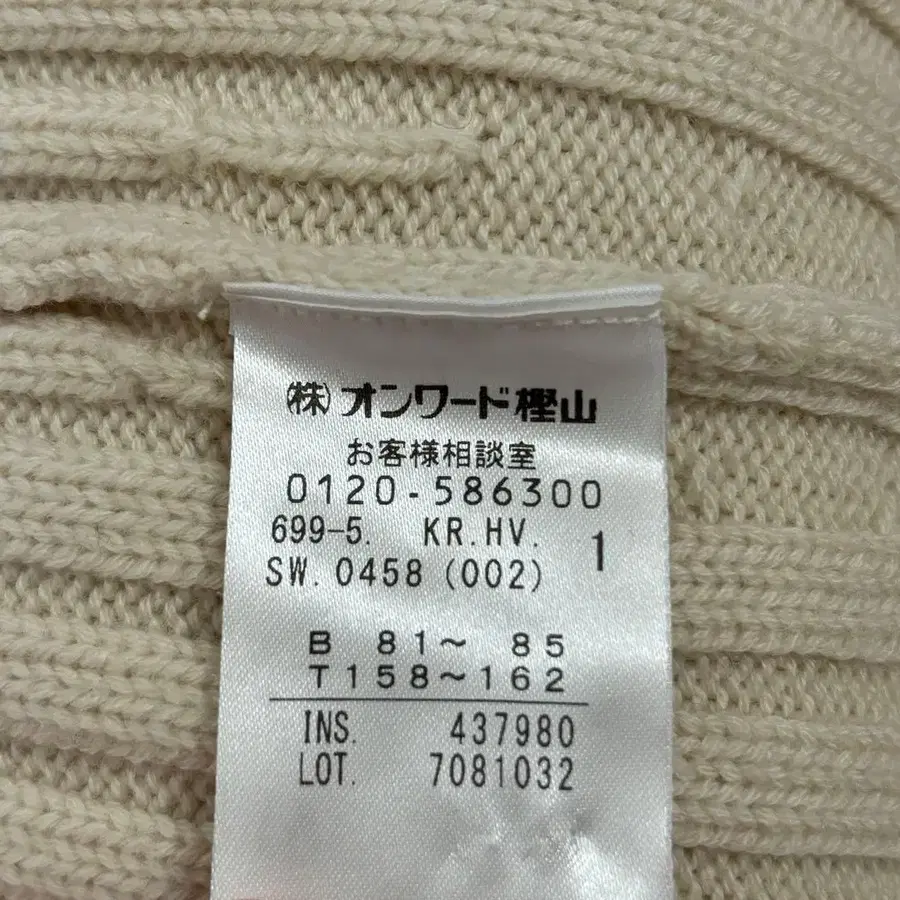 ㈱オンワード樫山
お客様相談室
0120-586300
699-5. KR.HV. 1
SW. 0458 (002)
B 81～ 85
T158～162
INS. 437980
LOT. 7081032